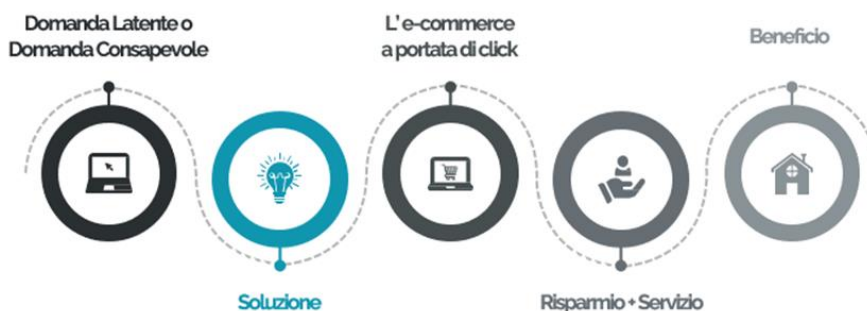 Domanda Latente o
Domanda Consapevole
Soluzione
L' e-commerce
a portata di click
Risparmio + Servizio
Beneficio